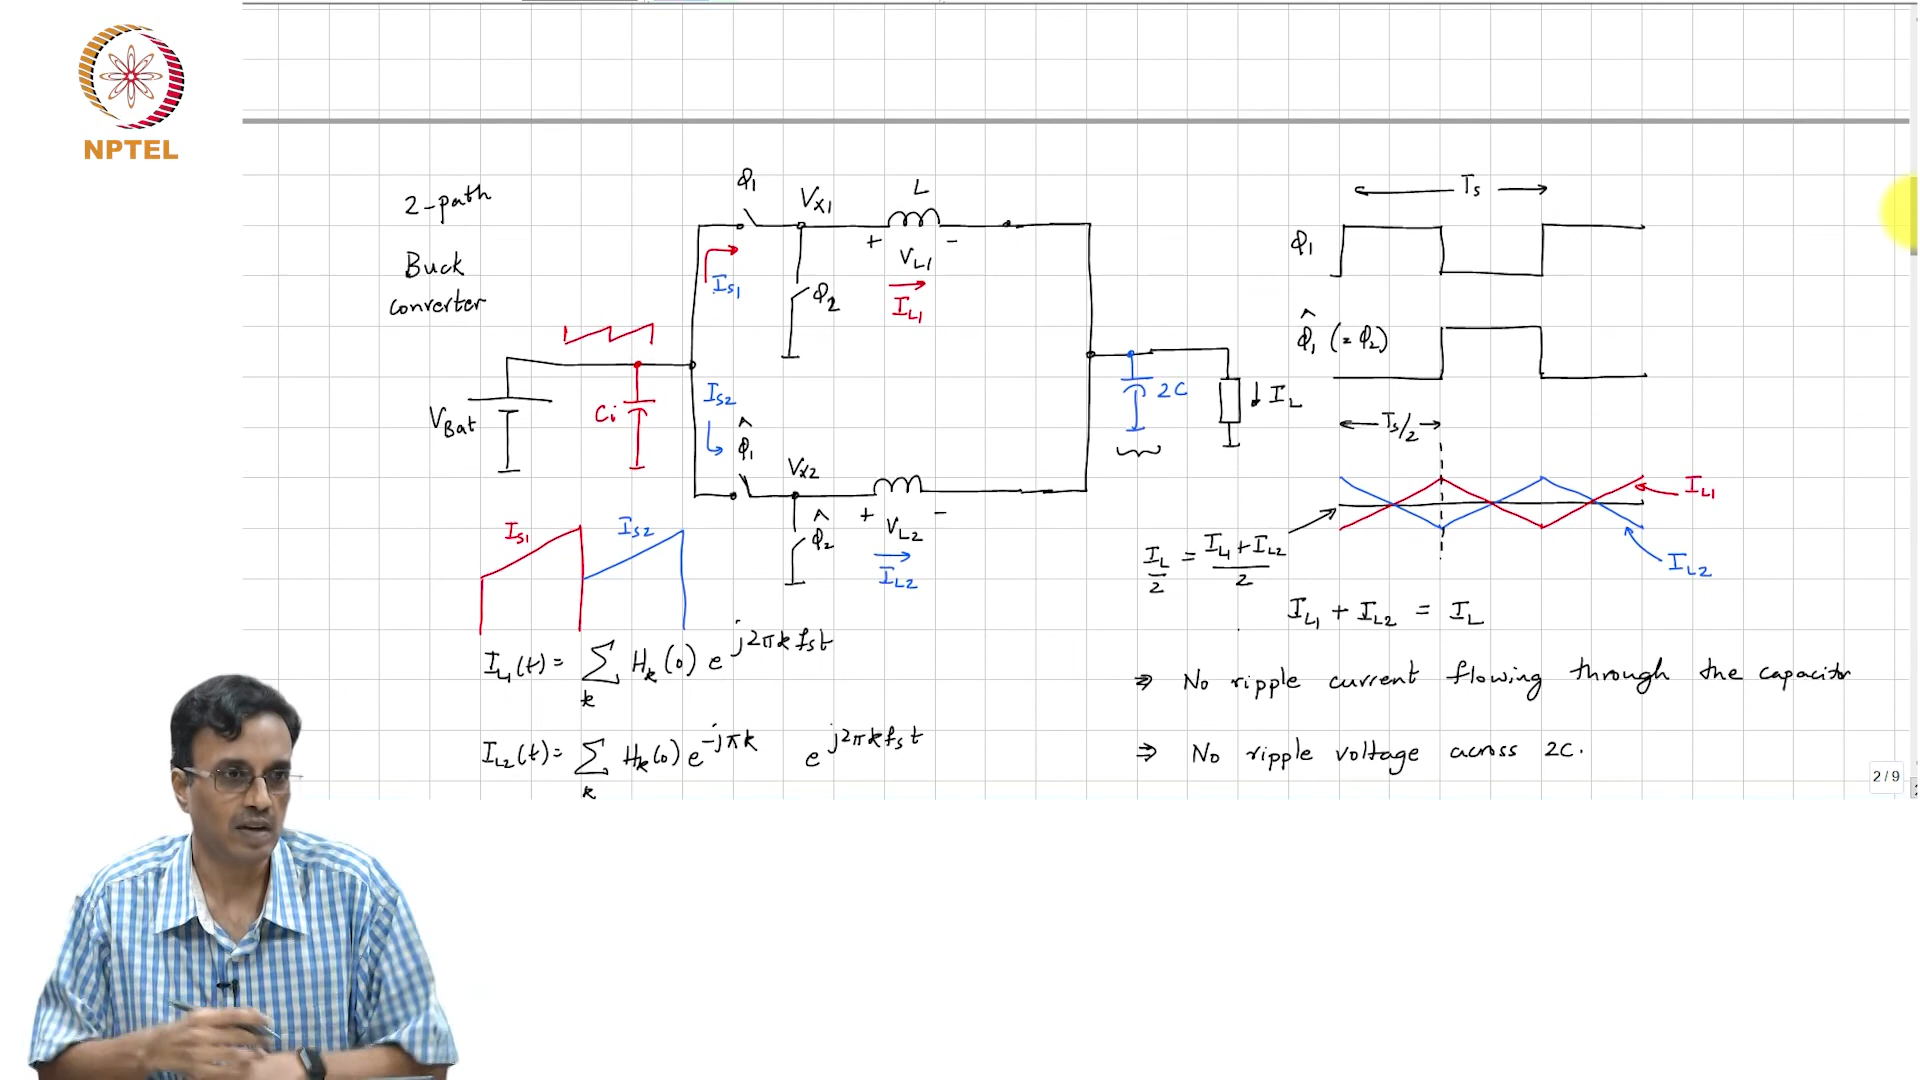 NPTEL
2-path
Buck
converter
Φ1
VX1
L
+ VL1 -
IS1
Φ2
IL1
VBat
Ci
IS2
Φ̂1
VX2
+ VL2 -
Φ̂2
IL2
2C
IL
IS1
IS2
Ts
Φ1
Φ̂1 (= Φ2)
Ts/2
IL1
IL2
IL/2 = (IL1 + IL2)/2
IL1 + IL2 = IL
⇒ No ripple current flowing through the capacitor
⇒ No ripple voltage across 2C.
IL1(t) = Σk Hk(0) e^{j2πkfst}
IL2(t) = Σk Hk(0) e^{-jπk} e^{j2πkfst}
2 / 9